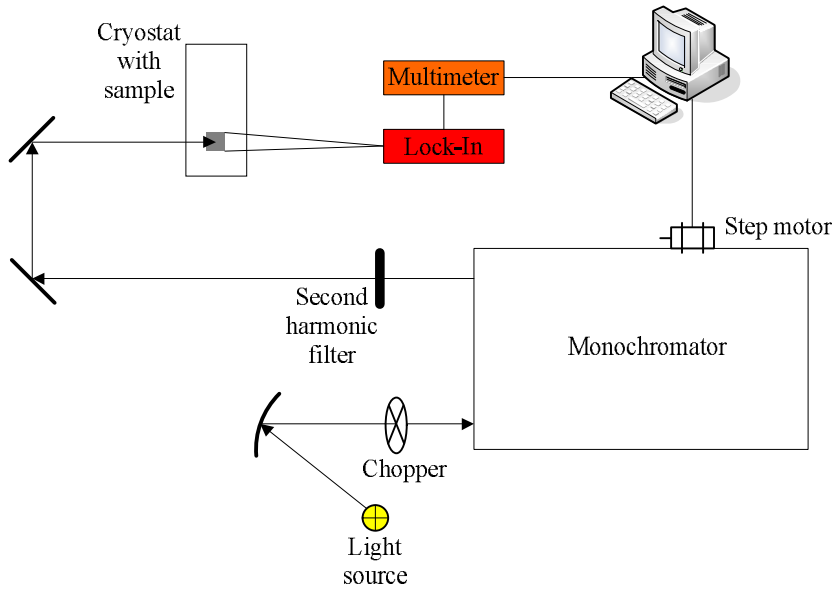 Cryostat
with
sample
Multimeter
Lock-In
Step motor
Second
harmonic
filter
Monochromator
Chopper
Light
source